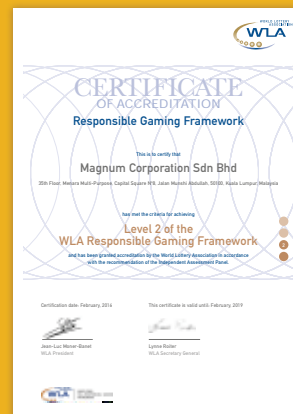 WORLD LOTTERY
ASSOCIATION
WLA
CERTIFICATE
OF ACCREDITATION
Responsible Gaming Framework
This is to certify that
Magnum Corporation Sdn Bhd
35th Floor, Menara Multi-Purpose, Capital Square N°8, Jalan Munshi Abdullah, 50100, Kuala Lumpur Malaysia
has met the criteria for achieving
Level 2 of the
WLA Responsible Gaming Framework
2
and has been granted accreditation by the World Lottery Association in accordance
with the recommendation of the Independent Assessment Panel.
Certification date: February, 2016
This certificate is valid until: February, 2019
Jean-Luc Moner-Banet
WLA President
Lynne Roiter
WLA Secretary General